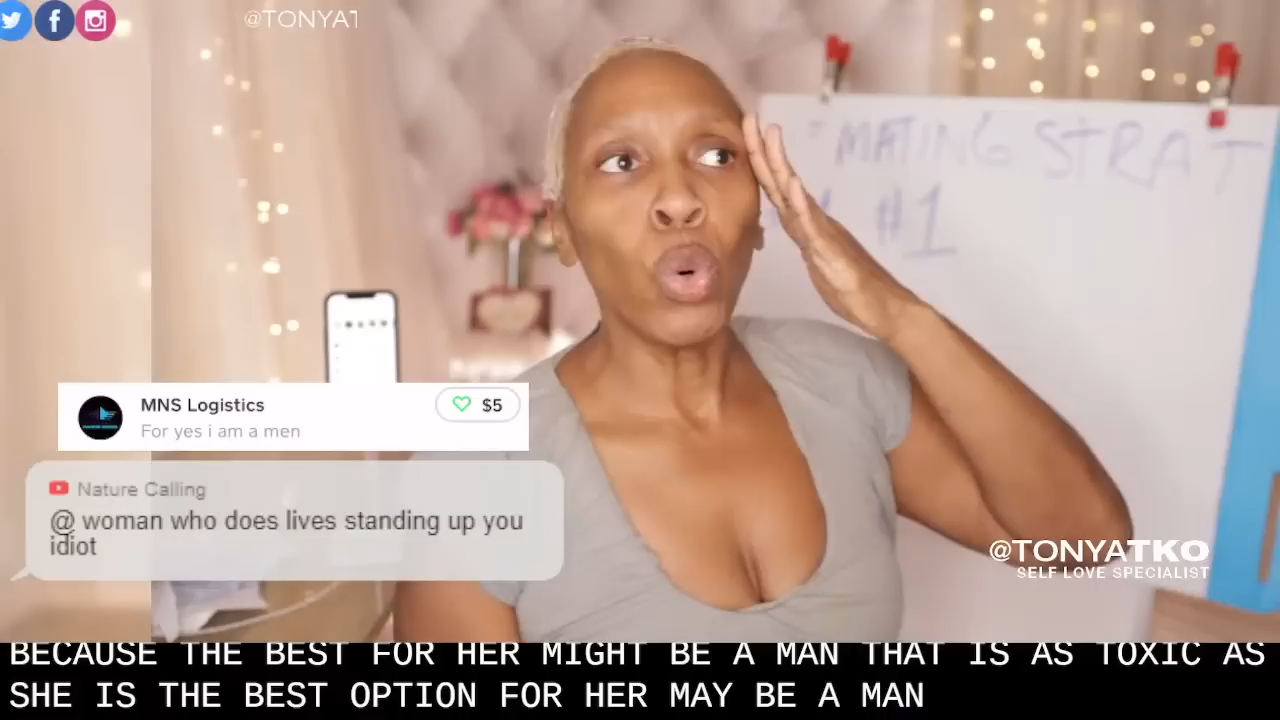 @TONYAT
MATING STRAT
#1
MNS Logistics
$5
For yes i am a men
Nature Calling
@ woman who does lives standing up you
idiot
@TONYATKO
SELF LOVE SPECIALIST
BECAUSE THE BEST FOR HER MIGHT BE A MAN THAT IS AS TOXIC AS
SHE IS THE BEST OPTION FOR HER MAY BE A MAN